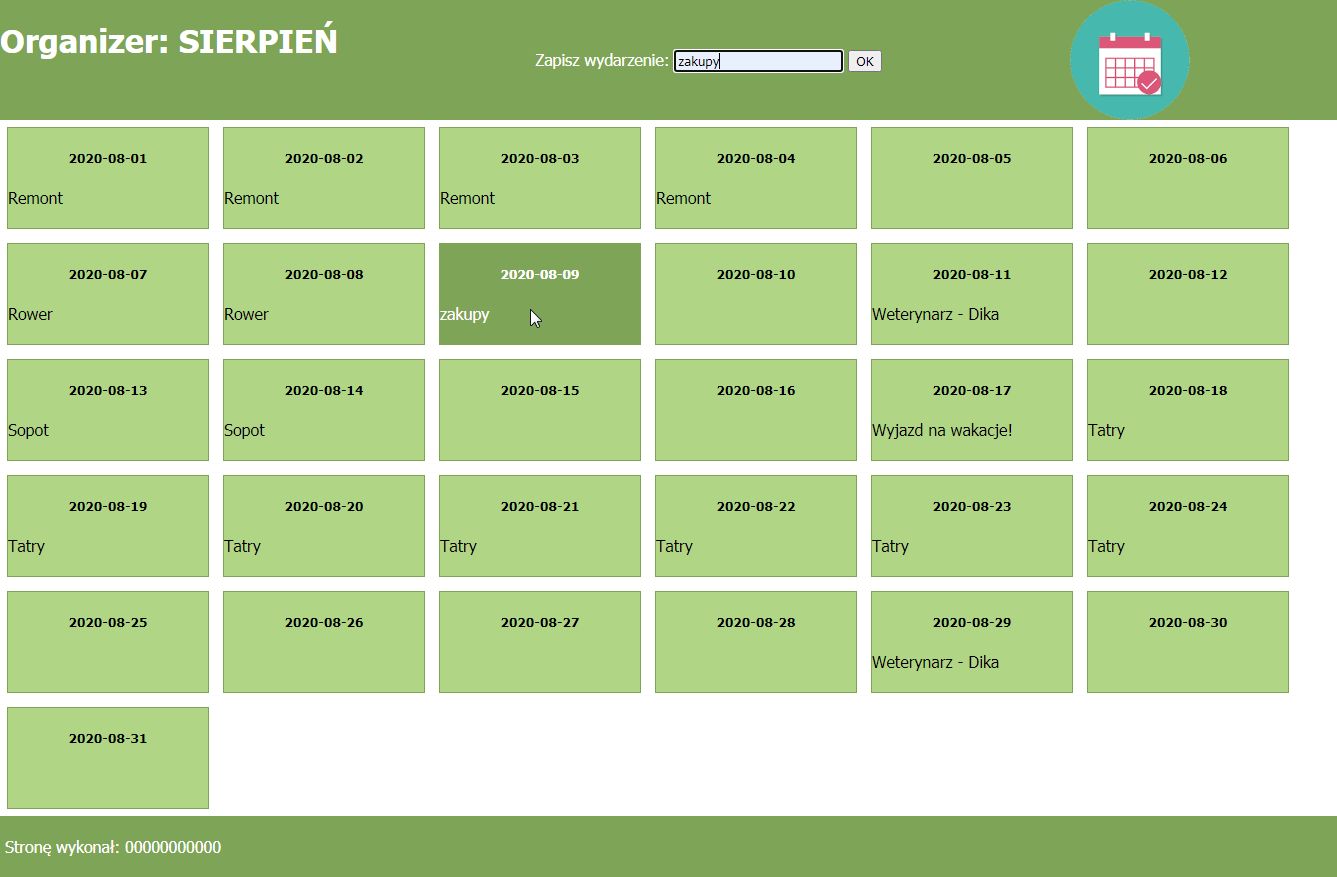 Organizer: SIERPIEŃ
Zapisz wydarzenie: zakupy OK
2020-08-01 2020-08-02 2020-08-03 2020-08-04 2020-08-05 2020-08-06
Remont Remont Remont Remont
2020-08-07 2020-08-08 2020-08-09 2020-08-10 2020-08-11 2020-08-12
Rower Rower zakupy Weterynarz - Dika
2020-08-13 2020-08-14 2020-08-15 2020-08-16 2020-08-17 2020-08-18
Sopot Sopot Wyjazd na wakacje! Tatry
2020-08-19 2020-08-20 2020-08-21 2020-08-22 2020-08-23 2020-08-24
Tatry Tatry Tatry Tatry Tatry Tatry
2020-08-25 2020-08-26 2020-08-27 2020-08-28 2020-08-29 2020-08-30
Weterynarz - Dika
2020-08-31
Stronę wykonał: 00000000000